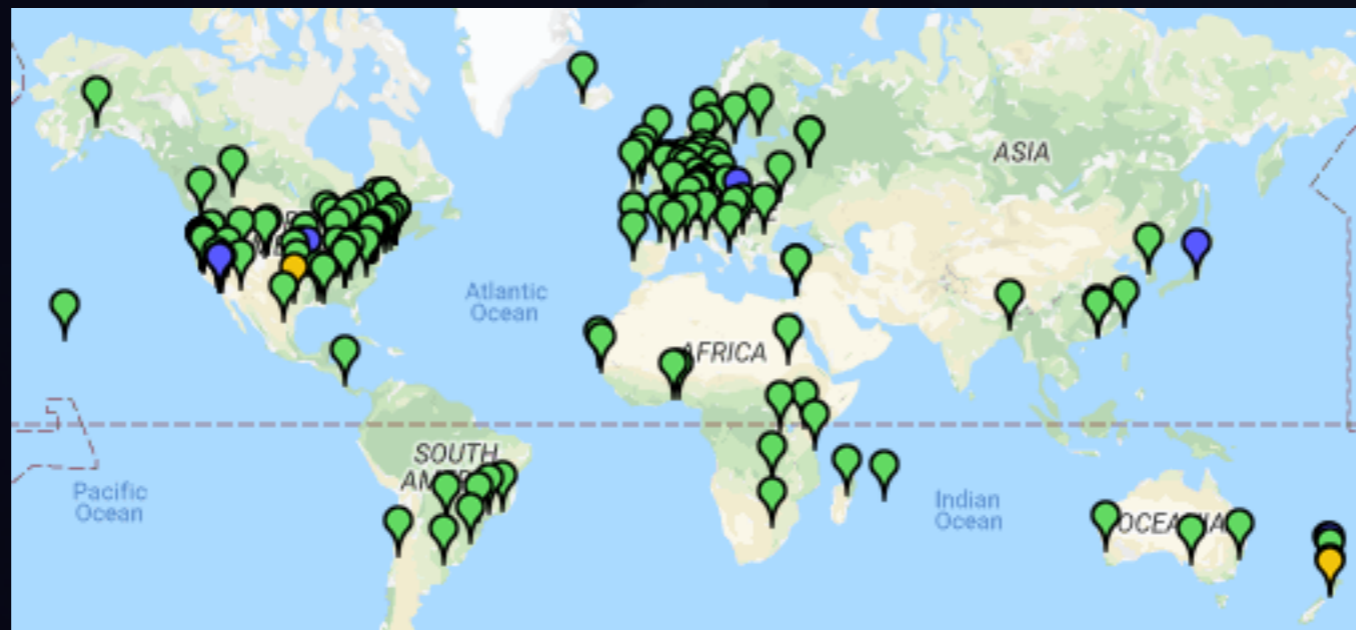 ASIA
Atlantic
Ocean
AFRICA
SOUTH
Pacific
Ocean
Indian
Ocean